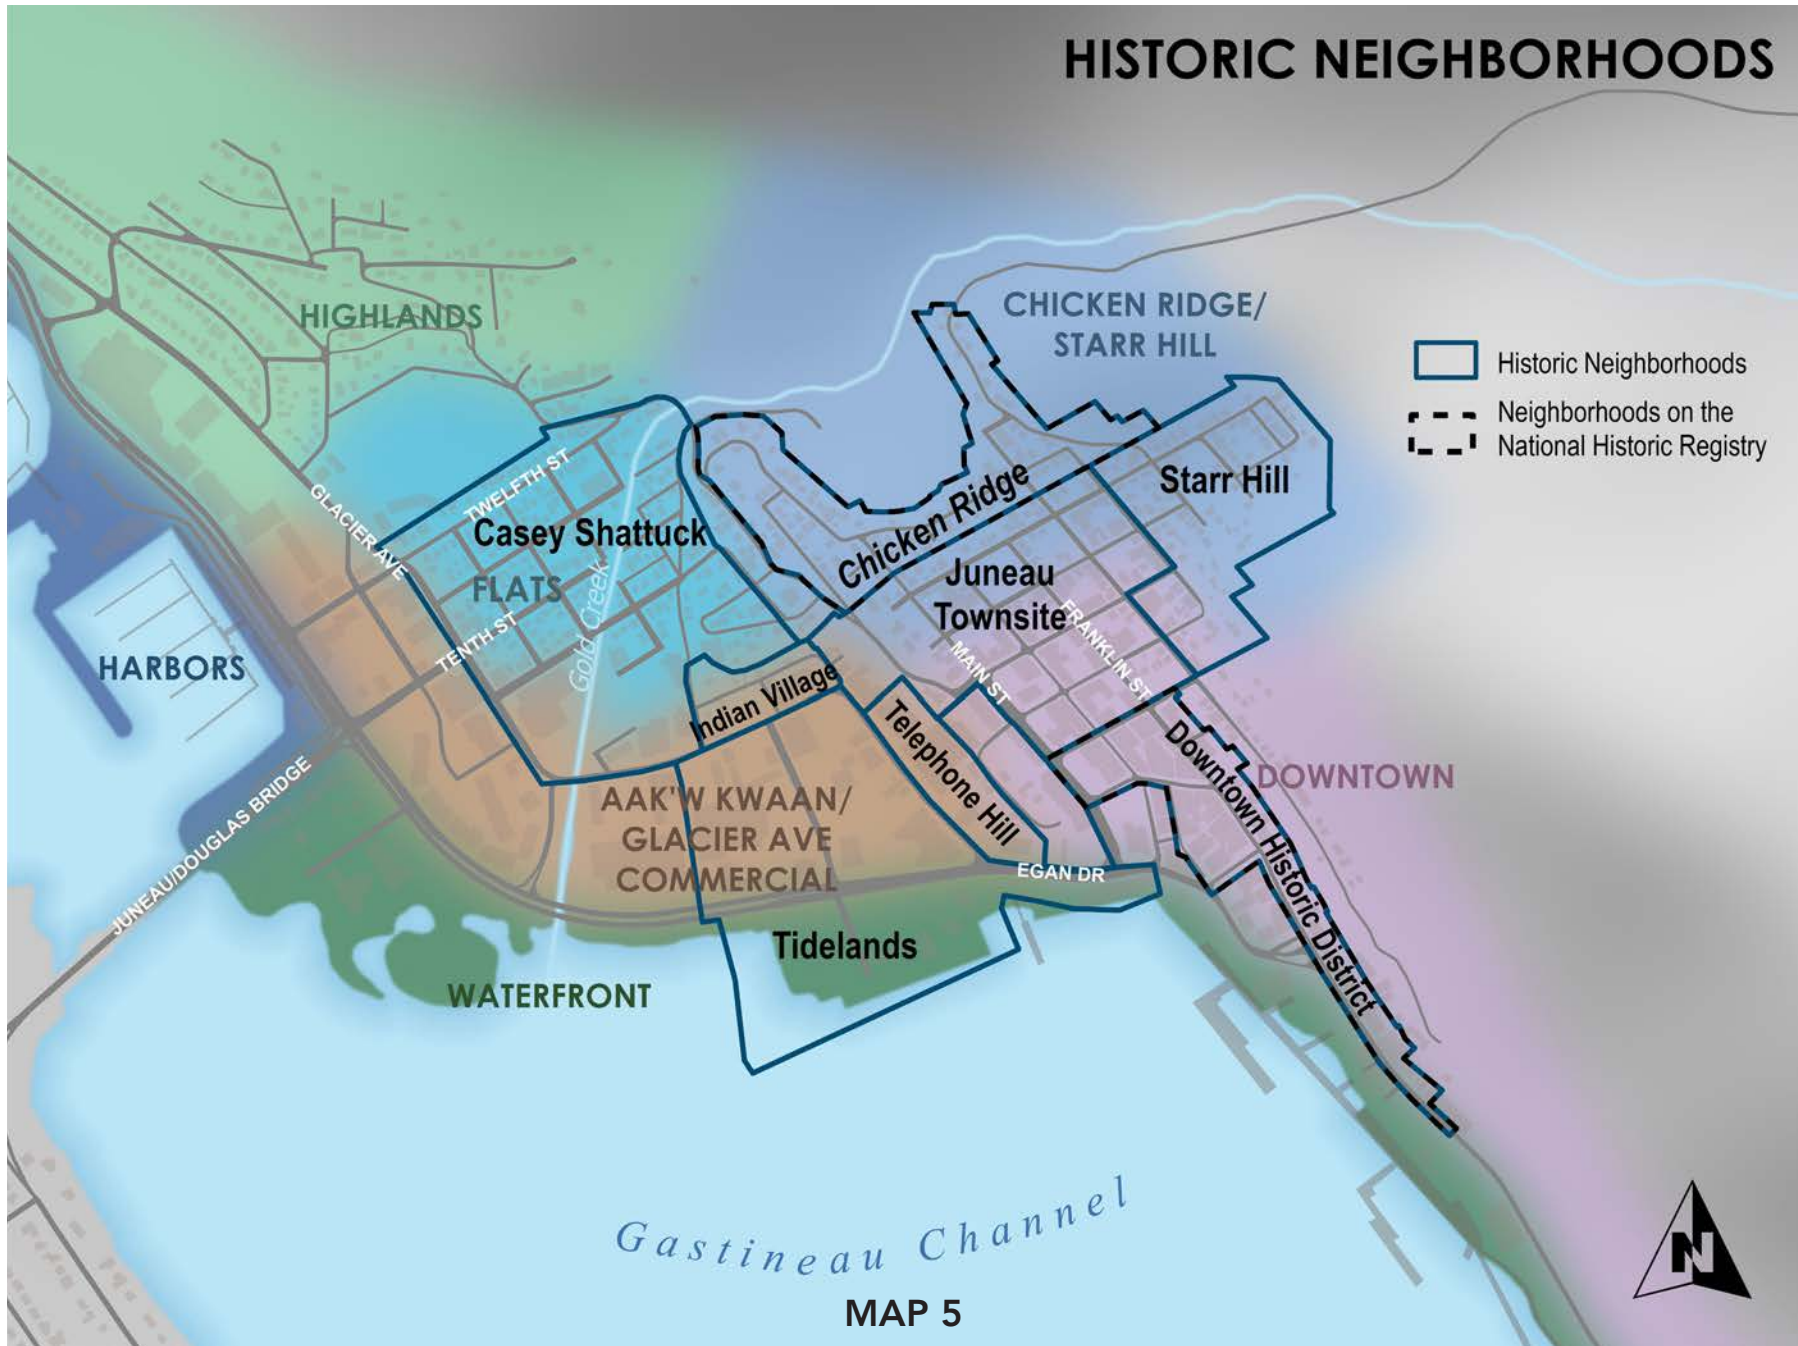 HISTORIC NEIGHBORHOODS
HIGHLANDS
CHICKEN RIDGE/
STARR HILL
Historic Neighborhoods
Neighborhoods on the
National Historic Registry
Starr Hill
Chicken Ridge
TWELFTH ST
GLACIER AVE
Casey Shattuck
FLATS
Gold Creek
TENTH ST
Juneau
Townsite
FRANKLIN ST
MAIN ST
HARBORS
Indian Village
Telephone Hill
Downtown Historic District
DOWNTOWN
JUNEAU/DOUGLAS BRIDGE
AAK'W KWAAN/
GLACIER AVE
COMMERCIAL
EGAN DR
Tidelands
WATERFRONT
Gastineau Channel
N
MAP 5